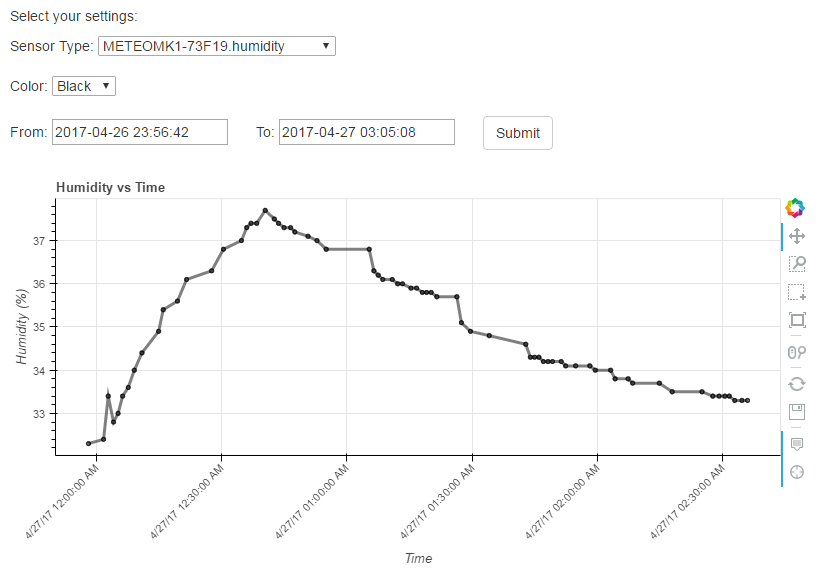 Select your settings:
Sensor Type: METEOMK1-73F19.humidity
Color: Black
From: 2017-04-26 23:56:42 To: 2017-04-27 03:05:08 Submit
Humidity vs Time
Humidity (%)
37
36
35
34
33
4/27/17 12:00:00 AM
4/27/17 12:30:00 AM
4/27/17 01:00:00 AM
4/27/17 01:30:00 AM
4/27/17 02:00:00 AM
4/27/17 02:30:00 AM
Time